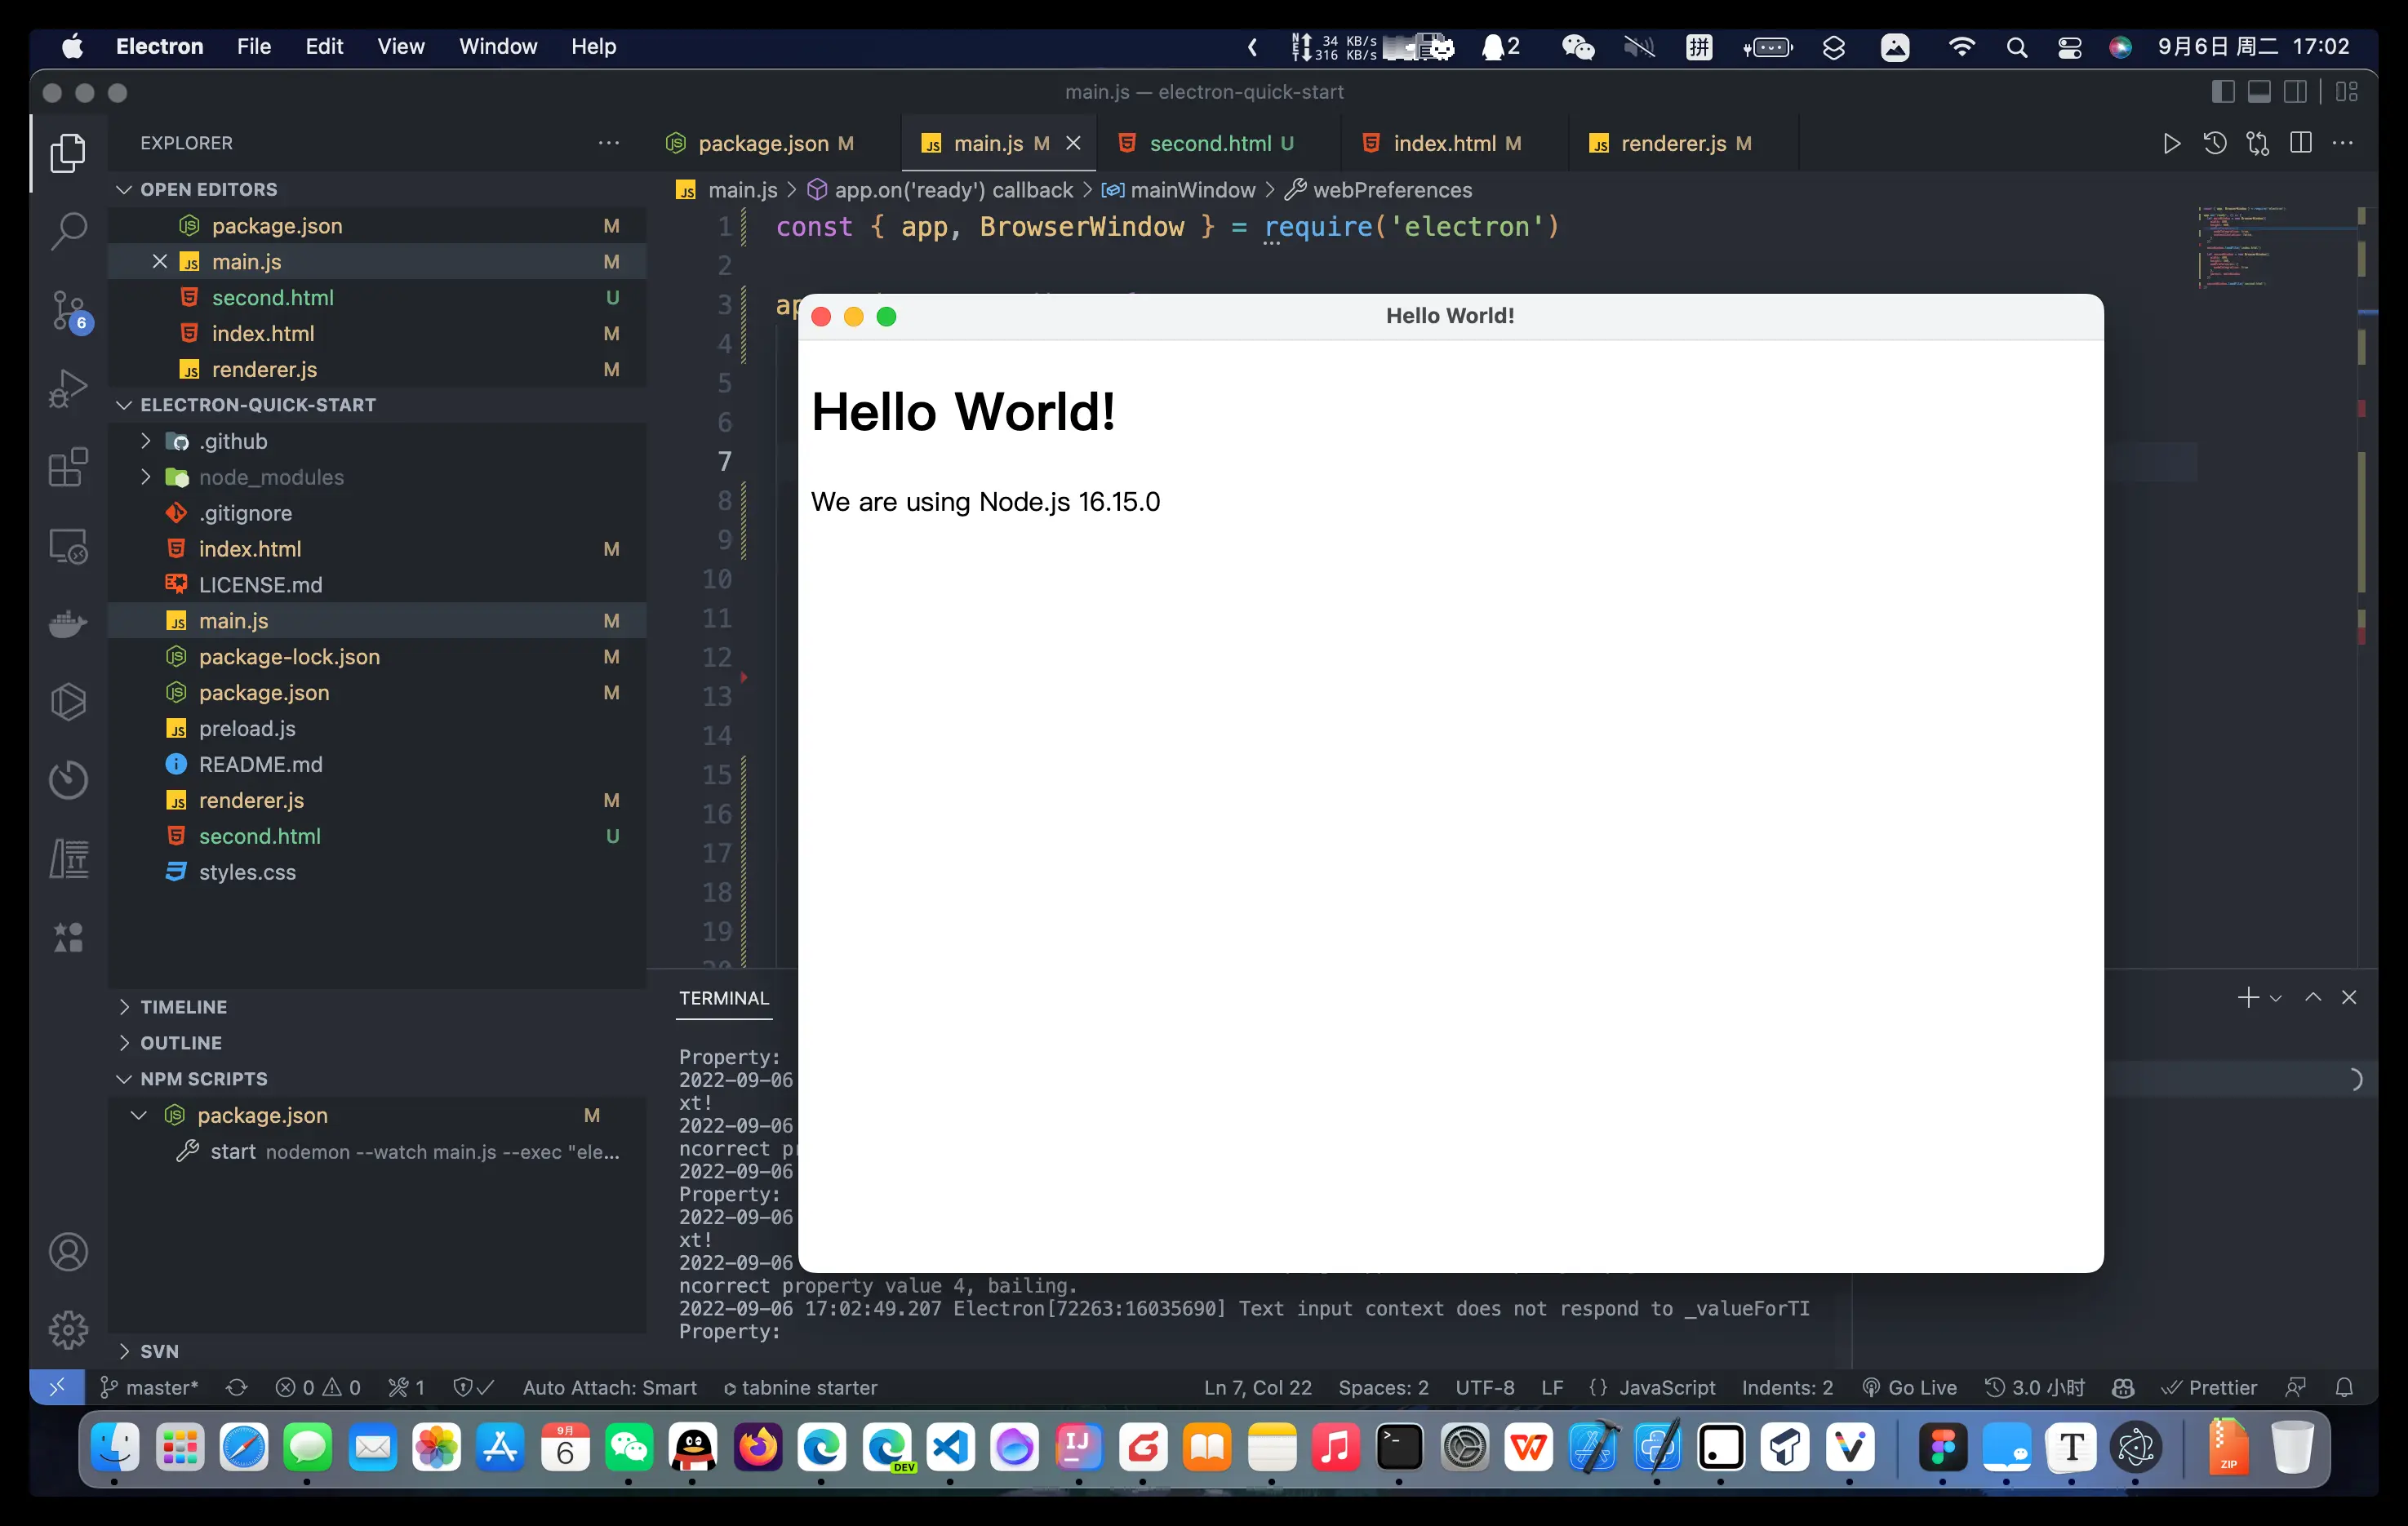 Electron File Edit View Window Help
34 KB/s
316 KB/s
2
拼
9月6日 周二 17:02
main.js — electron-quick-start
EXPLORER
package.json M
main.js M
second.html U
index.html M
renderer.js M
OPEN EDITORS
package.json M
main.js M
second.html U
index.html M
renderer.js M
6
ELECTRON-QUICK-START
.github
node_modules
.gitignore
index.html M
LICENSE.md
main.js M
package-lock.json M
package.json M
preload.js
README.md
renderer.js M
second.html U
styles.css
TIMELINE
OUTLINE
NPM SCRIPTS
package.json M
start nodemon --watch main.js --exec "ele...
SVN
main.js > app.on('ready') callback > mainWindow > webPreferences
1 const { app, BrowserWindow } = require('electron')
2
3 ap
4
5
6
7
8
9
10
11
12
13
14
15
16
17
18
19
20
Hello World!
Hello World!
We are using Node.js 16.15.0
TERMINAL
Property:
2022-09-06
xt!
2022-09-06
ncorrect p
2022-09-06
Property:
2022-09-06
xt!
2022-09-06
ncorrect property value 4, bailing.
2022-09-06 17:02:49.207 Electron[72263:16035690] Text input context does not respond to _valueForTI
Property:
master* 0 0 1 Auto Attach: Smart tabnine starter Ln 7, Col 22 Spaces: 2 UTF-8 LF {} JavaScript Indents: 2 Go Live 3.0 小时 Prettier
9月
6
DEV
IJ
T
ZIP